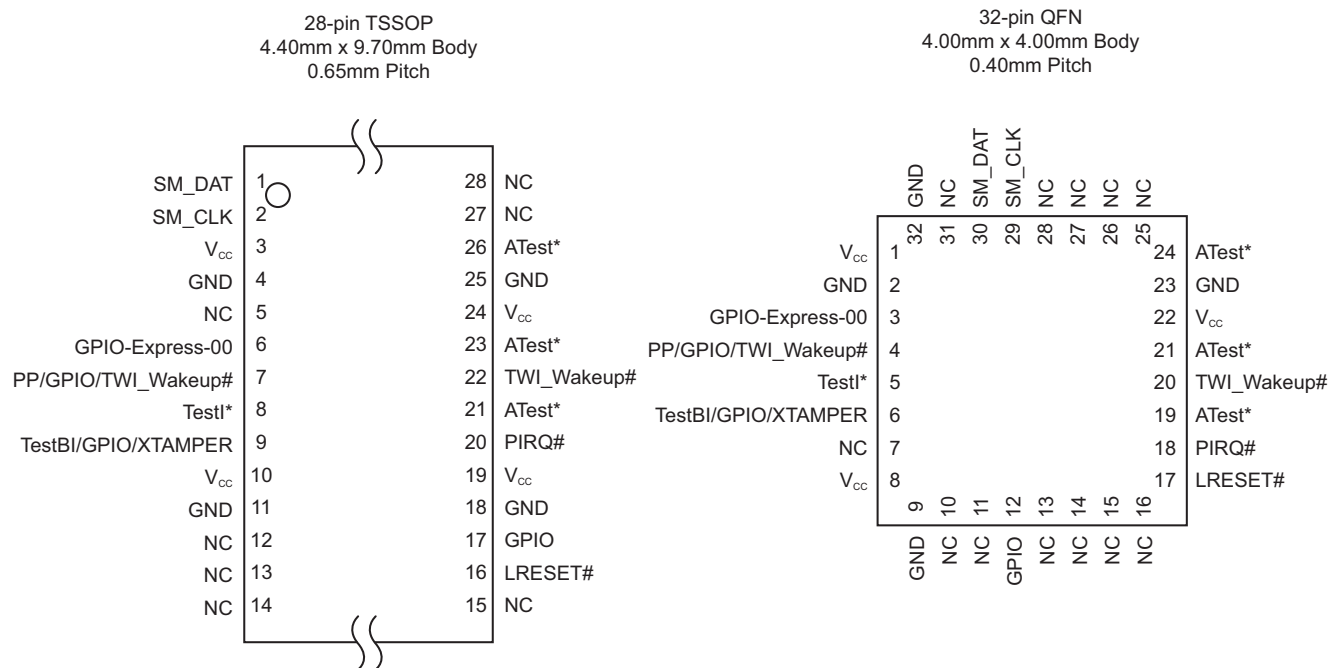 28-pin TSSOP
4.40mm x 9.70mm Body
0.65mm Pitch
SM_DAT 1
SM_CLK 2
Vcc 3
GND 4
NC 5
GPIO-Express-00 6
PP/GPIO/TWI_Wakeup# 7
TestI* 8
TestBI/GPIO/XTAMPER 9
Vcc 10
GND 11
NC 12
NC 13
NC 14
28 NC
27 NC
26 ATest*
25 GND
24 Vcc
23 ATest*
22 TWI_Wakeup#
21 ATest*
20 PIRQ#
19 Vcc
18 GND
17 GPIO
16 LRESET#
15 NC
32-pin QFN
4.00mm x 4.00mm Body
0.40mm Pitch
GND 32
NC 31
SM_DAT 30
SM_CLK 29
NC 28
NC 27
NC 26
NC 25
Vcc 1
GND 2
GPIO-Express-00 3
PP/GPIO/TWI_Wakeup# 4
TestI* 5
TestBI/GPIO/XTAMPER 6
NC 7
Vcc 8
24 ATest*
23 GND
22 Vcc
21 ATest*
20 TWI_Wakeup#
19 ATest*
18 PIRQ#
17 LRESET#
GND 9
NC 10
NC 11
GPIO 12
NC 13
NC 14
NC 15
NC 16